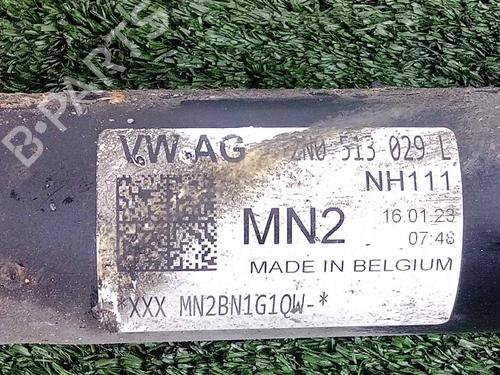 B-PARTS
VW AG 2N0 513 029 L
NH111
MN2 16.01.23
07:48
MADE IN BELGIUM
XXX MN2BN1G1QW-*